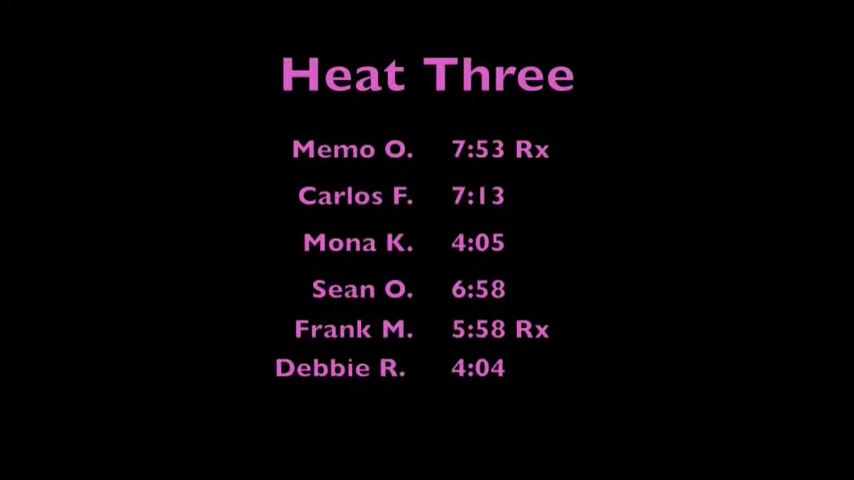 Heat Three
Memo O. 7:53 Rx
Carlos F. 7:13
Mona K. 4:05
Sean O. 6:58
Frank M. 5:58 Rx
Debbie R. 4:04